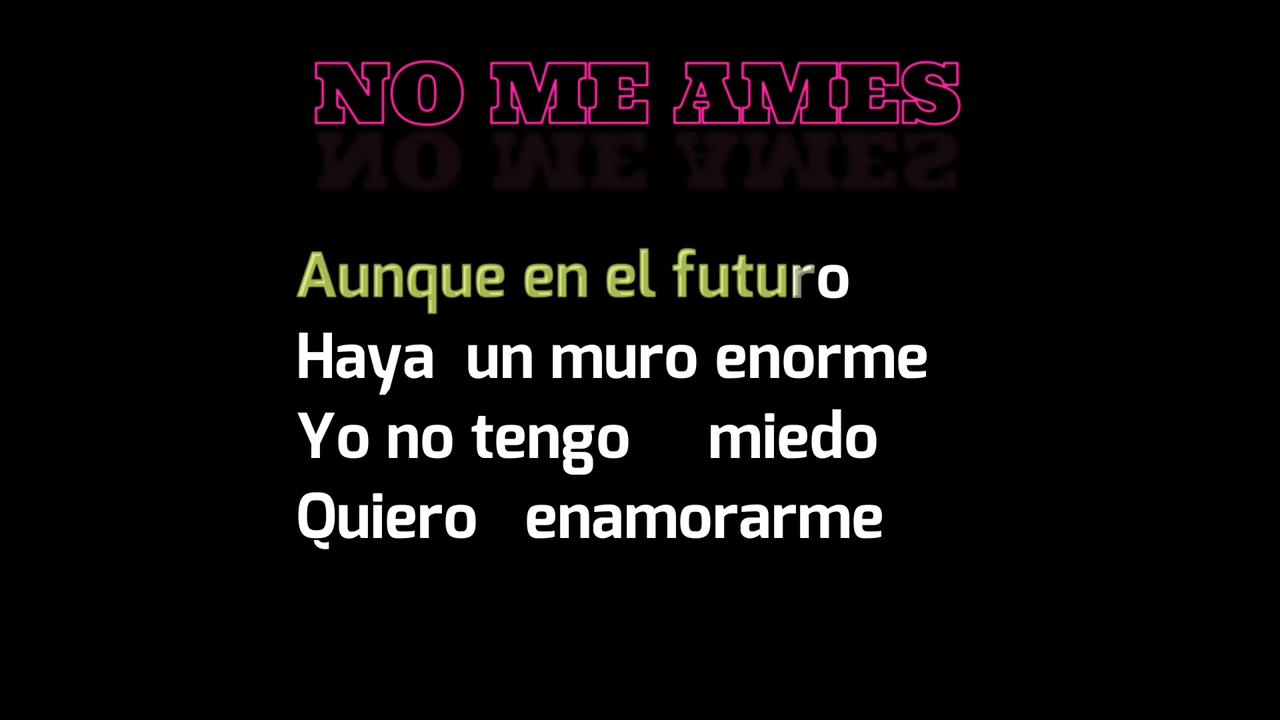 NO ME AMES
Aunque en el futuro
Haya un muro enorme
Yo no tengo miedo
Quiero enamorarme